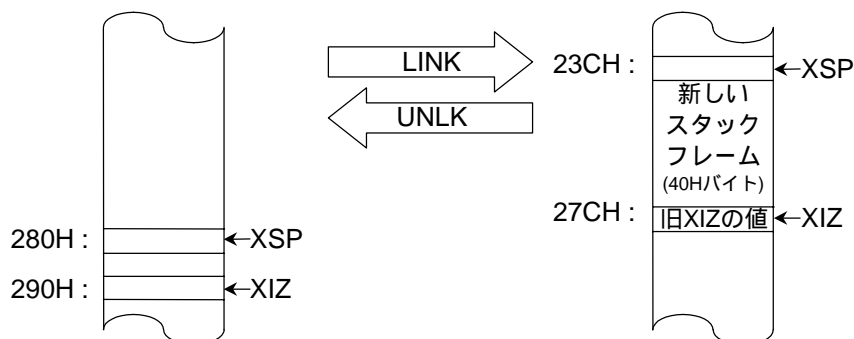 280H :
XSP
290H :
XIZ
LINK
UNLK
23CH :
XSP
新しい
スタック
フレーム
(40Hバイト)
27CH :
旧XIZの値
XIZ